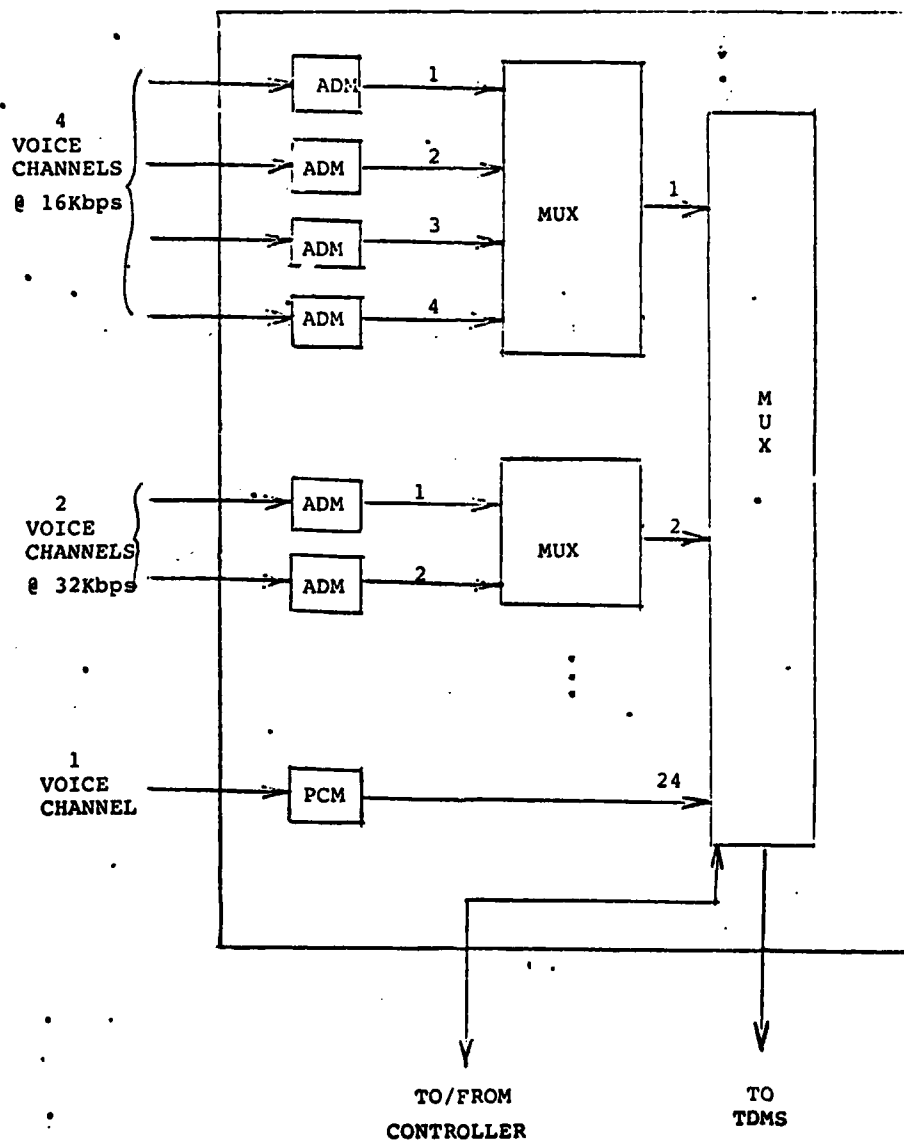 4
VOICE
CHANNELS
@ 16Kbps
ADM
1
ADM
2
ADM
3
ADM
4
MUX
1
2
VOICE
CHANNELS
@ 32Kbps
ADM
1
ADM
2
MUX
2
M
U
X
1
VOICE
CHANNEL
PCM
24
TO/FROM
CONTROLLER
TO
TDMS